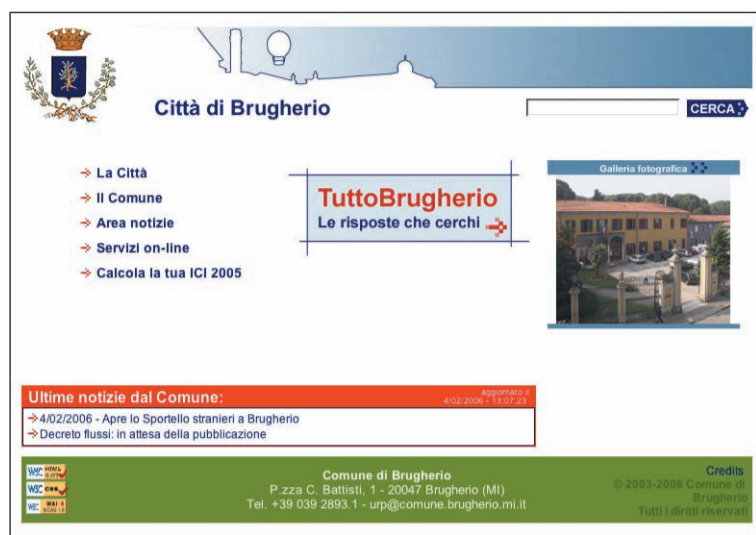 Città di Brugherio
CERCA
La Città
Il Comune
Area notizie
Servizi on-line
Calcola la tua ICI 2005
TuttoBrugherio
Le risposte che cerchi
Galleria fotografica
Ultime notizie dal Comune:
aggiornato il
4/02/2006 - 13:07:23
4/02/2006 - Apre lo Sportello stranieri a Brugherio
Decreto flussi: in attesa della pubblicazione
W3C
W3C css
W3C WAI-A
WCAG 1.0
Comune di Brugherio
P.zza C. Battisti, 1 - 20047 Brugherio (MI)
Tel. +39 039 2893.1 - urp@comune.brugherio.mi.it
Credits
© 2003-2006 Comune di
Brugherio
Tutti i diritti riservati